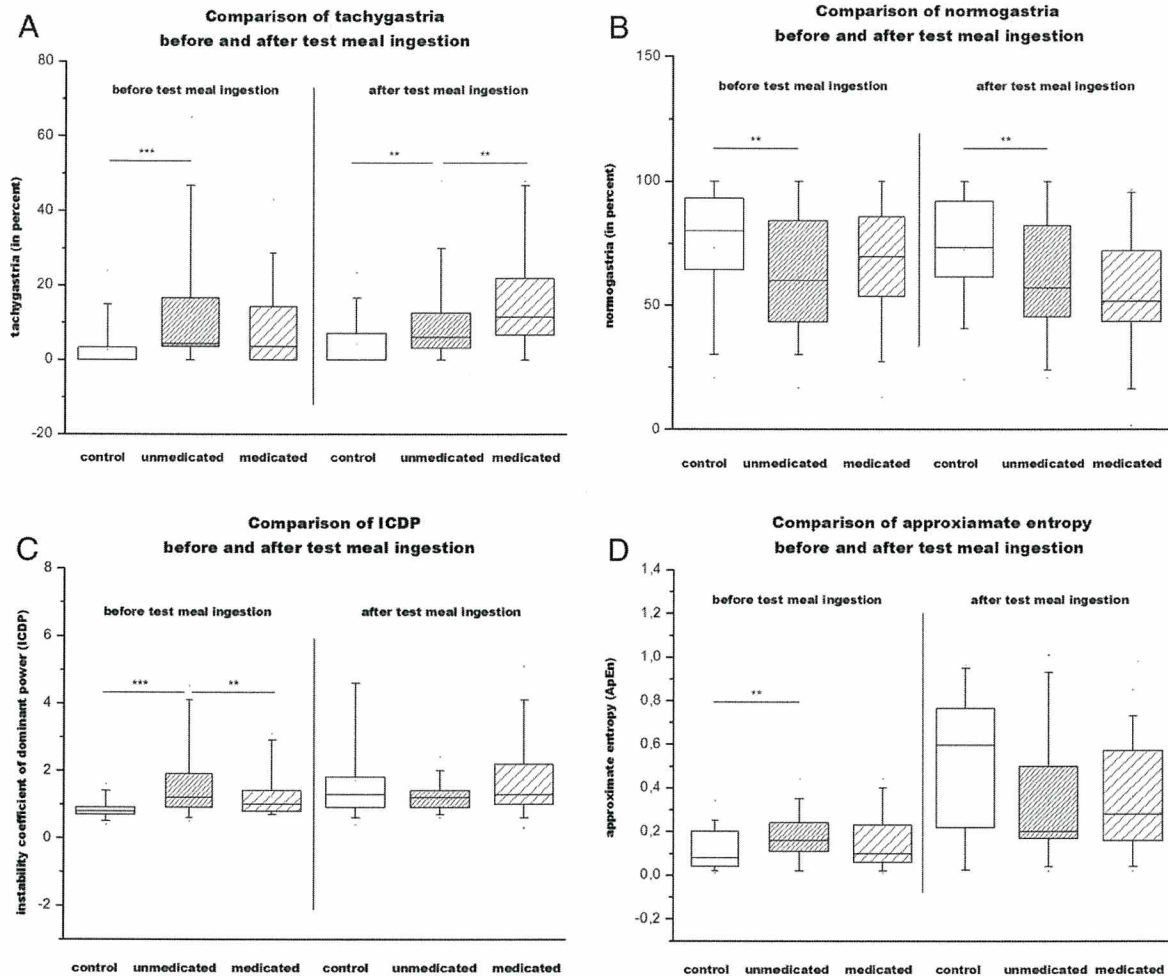 A
Comparison of tachygastria
before and after test meal ingestion
80
60
40
20
0
-20
tachygastria (in percent)
before test meal ingestion
after test meal ingestion
***
**
**
control
unmedicated
medicated
control
unmedicated
medicated
B
Comparison of normogastria
before and after test meal ingestion
150
100
50
0
normogastria (in percent)
before test meal ingestion
after test meal ingestion
**
**
control
unmedicated
medicated
control
unmedicated
medicated
C
Comparison of ICDP
before and after test meal ingestion
8
6
4
2
0
-2
instability coefficient of dominant power (ICDP)
before test meal ingestion
after test meal ingestion
***
**
control
unmedicated
medicated
control
unmedicated
medicated
D
Comparison of approxiamate entropy
before and after test meal ingestion
1,4
1,2
1,0
0,8
0,6
0,4
0,2
0,0
-0,2
approximate entropy (ApEn)
before test meal ingestion
after test meal ingestion
**
control
unmedicated
medicated
control
unmedicated
medicated